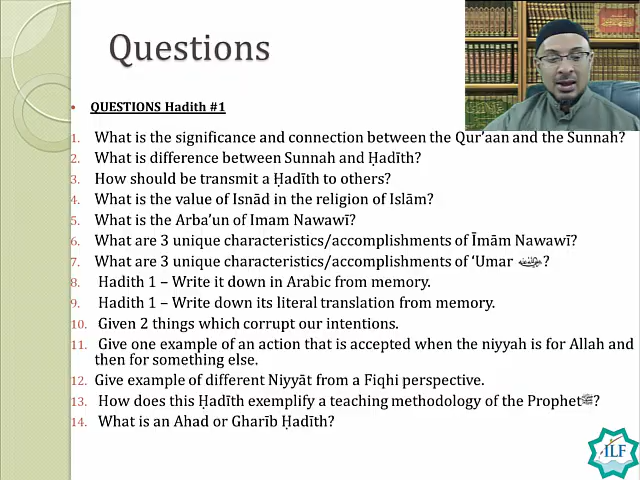 Questions
QUESTIONS Hadith #1
1. What is the significance and connection between the Qur'aan and the Sunnah?
2. What is difference between Sunnah and Ḥadīth?
3. How should be transmit a Ḥadīth to others?
4. What is the value of Isnād in the religion of Islām?
5. What is the Arba'un of Imam Nawawī?
6. What are 3 unique characteristics/accomplishments of Īmām Nawawī?
7. What are 3 unique characteristics/accomplishments of 'Umar ?
8. Hadith 1 – Write it down in Arabic from memory.
9. Hadith 1 – Write down its literal translation from memory.
10. Given 2 things which corrupt our intentions.
11. Give one example of an action that is accepted when the niyyah is for Allah and
then for something else.
12. Give example of different Niyyāt from a Fiqhi perspective.
13. How does this Ḥadīth exemplify a teaching methodology of the Prophetﷺ?
14. What is an Ahad or Gharīb Ḥadīth?
ILF